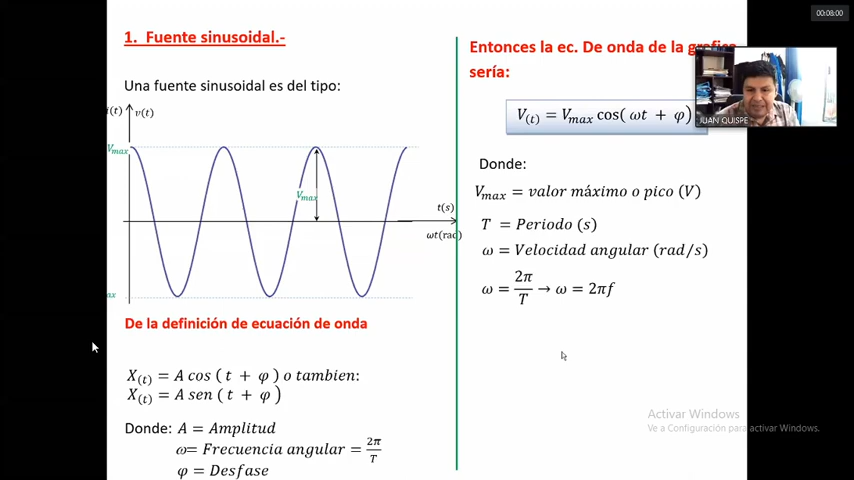 00:08:00
1. Fuente sinusoidal.-
Una fuente sinusoidal es del tipo:
i(t)
v(t)
Vmax
Vmax
t(s)
ωt(rad)
ax
De la definición de ecuación de onda
X(t) = A cos ( t + φ ) o tambien:
X(t) = A sen ( t + φ )
Donde: A = Amplitud
ω= Frecuencia angular = 2π/T
φ = Desfase
Entonces la ec. De onda de la grafica
sería:
V(t) = Vmax cos( ωt + φ)
JUAN QUISPE
Donde:
Vmax = valor máximo o pico (V)
T = Periodo (s)
ω = Velocidad angular (rad/s)
ω = 2π/T → ω = 2πf
Activar Windows
Ve a Configuración para activar Windows.